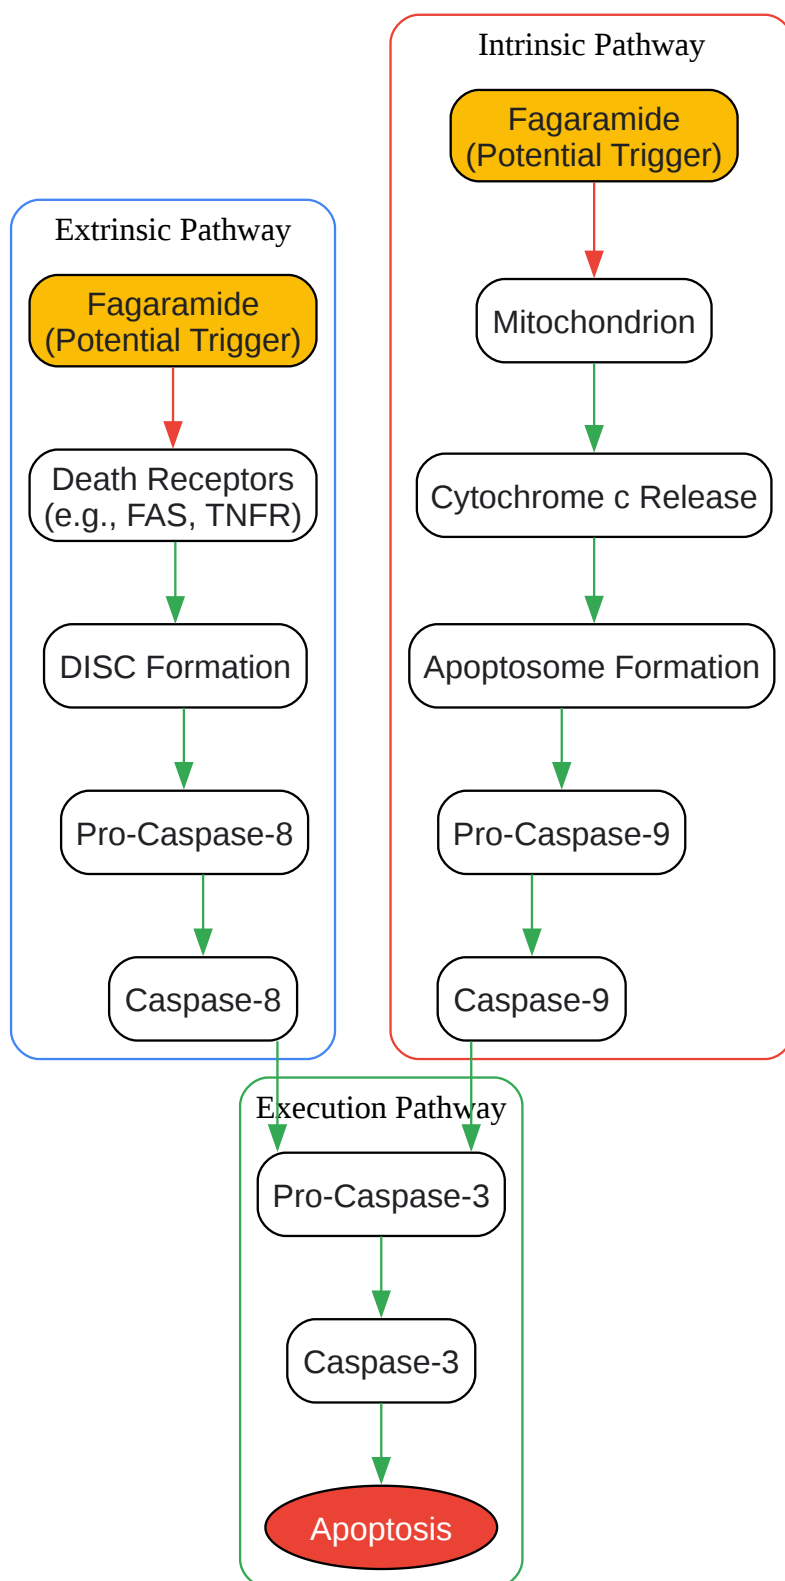 Extrinsic Pathway
Fagaramide
(Potential Trigger)
Death Receptors
(e.g., FAS, TNFR)
DISC Formation
Pro-Caspase-8
Caspase-8
Intrinsic Pathway
Fagaramide
(Potential Trigger)
Mitochondrion
Cytochrome c Release
Apoptosome Formation
Pro-Caspase-9
Caspase-9
Execution Pathway
Pro-Caspase-3
Caspase-3
Apoptosis